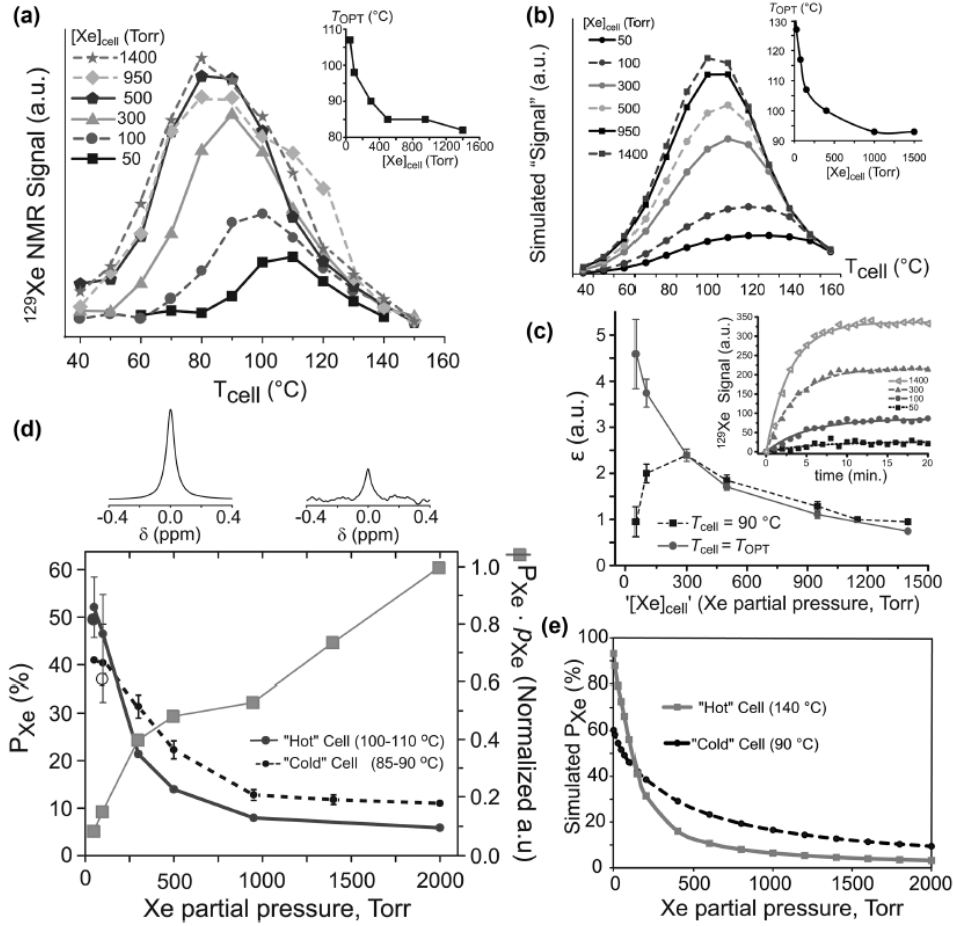 (a)
[Xe]cell (Torr)
1400
950
500
300
100
50
129Xe NMR Signal (a.u.)
40 60 80 100 120 140 160
Tcell (°C)
TOPT (°C)
110
105
100
95
90
85
80
0 400 800 1200 1600
[Xe]cell (Torr)
(b)
[Xe]cell (Torr)
50
100
300
500
950
1400
Simulated "Signal" (a.u.)
40 60 80 100 120 140 160
Tcell (°C)
TOPT (°C)
130
120
110
100
90
0 500 1000 1500
[Xe]cell (Torr)
(c)
5
4
3
2
1
0
ε (a.u.)
Tcell = 90 °C
Tcell = TOPT
0 300 600 900 1200 1500
'[Xe]cell' (Xe partial pressure, Torr)
129Xe Signal (a.u.)
350
300
250
200
150
100
50
0
1400
300
100
50
0 5 10 15 20
time (min.)
(d)
-0.4 0.0 0.4
δ (ppm)
-0.4 0.0 0.4
δ (ppm)
60
50
40
30
20
10
0
PXe (%)
"Hot" Cell (100-110 °C)
"Cold" Cell (85-90 °C)
1.0
0.8
0.6
0.4
0.2
0.0
PXe · pXe (Normalized a.u)
0 500 1000 1500 2000
Xe partial pressure, Torr
(e)
100
80
60
40
20
0
Simulated PXe (%)
"Hot" Cell (140 °C)
"Cold" Cell (90 °C)
0 500 1000 1500 2000
Xe partial pressure, Torr